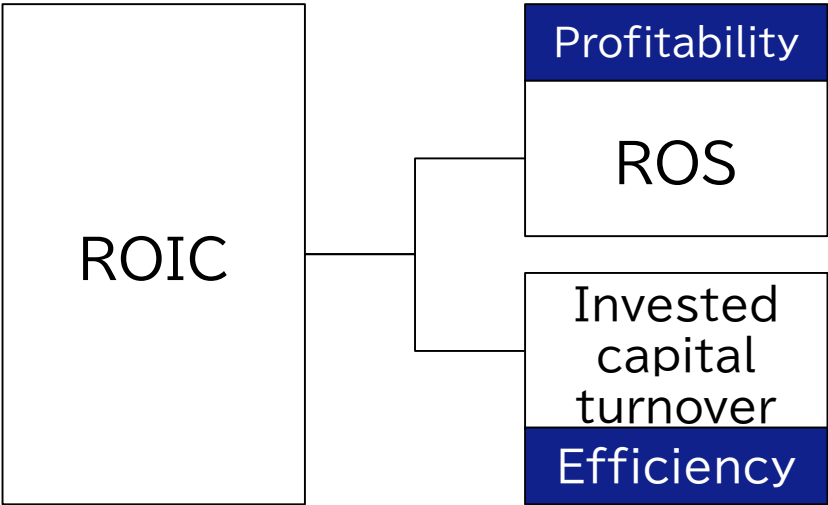 ROIC
Profitability
ROS
Invested
capital
turnover
Efficiency